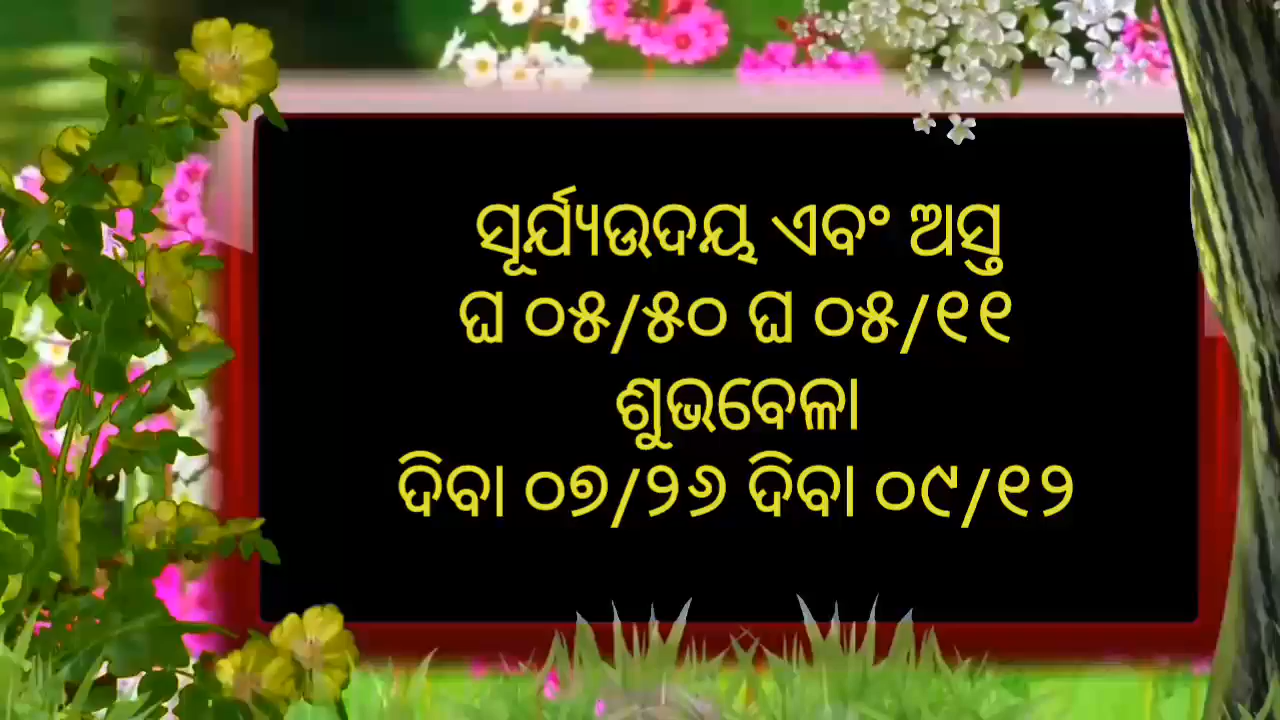 ସୂର୍ଯ୍ୟଉଦୟ ଏବଂ ଅସ୍ତ
ଘ ୦୫/୫୦ ଘ ୦୫/୧୧
ଶୁଭବେଳା
ଦିବା ୦୭/୨୬ ଦିବା ୦୯/୧୨